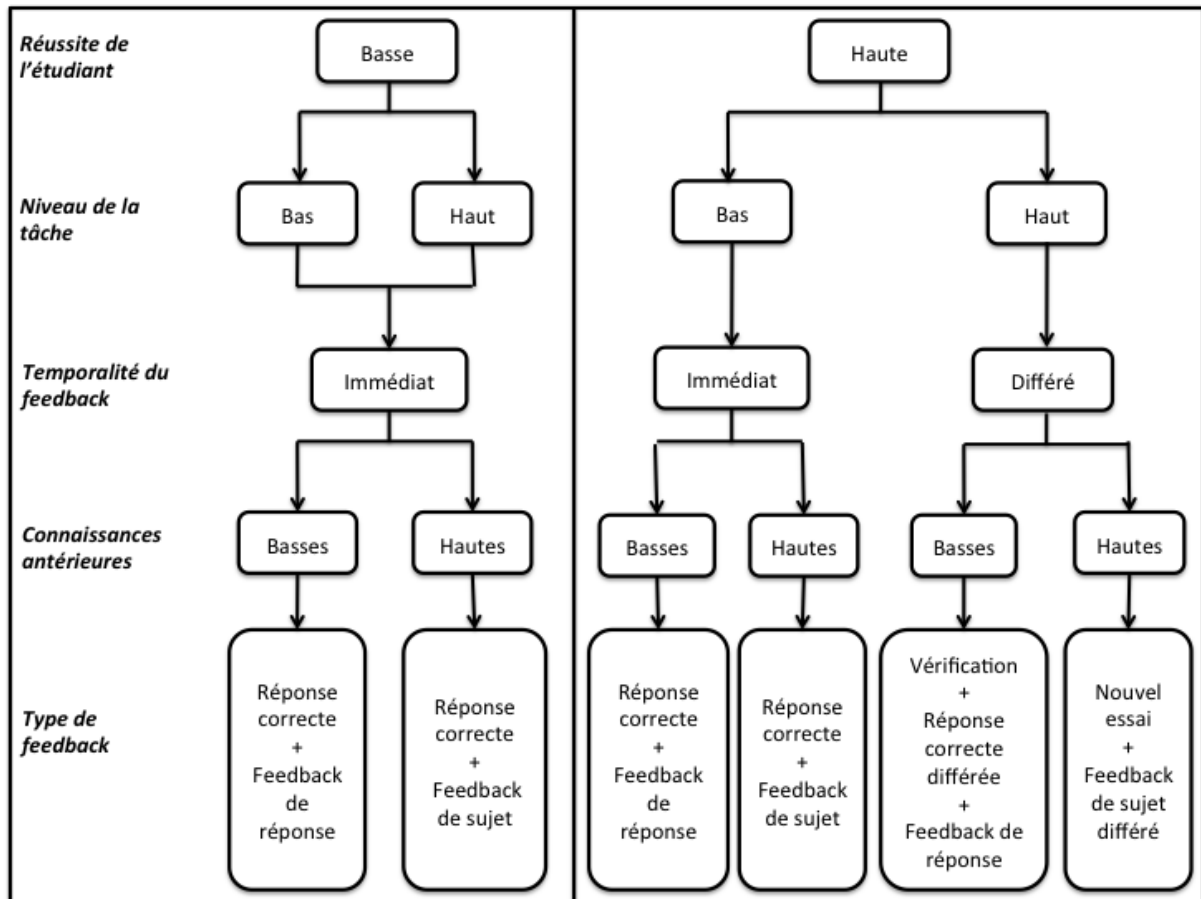 Réussite de
l'étudiant
Basse
Haute
Niveau de la
tâche
Bas
Haut
Bas
Haut
Temporalité du
feedback
Immédiat
Immédiat
Différé
Connaissances
antérieures
Basses
Hautes
Basses
Hautes
Basses
Hautes
Type de
feedback
Réponse
correcte
+
Feedback
de
réponse
Réponse
correcte
+
Feedback
de sujet
Réponse
correcte
+
Feedback
de
réponse
Réponse
correcte
+
Feedback
de sujet
Vérification
+
Réponse
correcte
différée
+
Feedback de
réponse
Nouvel
essai
+
Feedback
de sujet
différé